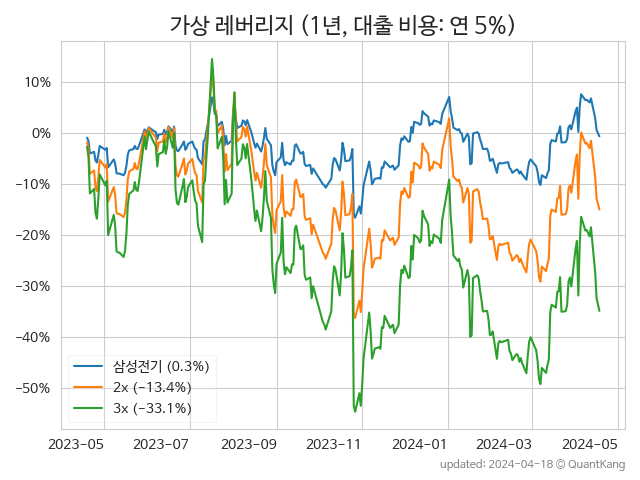 가상 레버리지 (1년, 대출 비용: 연 5%)
10%
0%
−10%
−20%
−30%
−40%
−50%
삼성전기 (0.3%)
2x (−13.4%)
3x (−33.1%)
2023-05 2023-07 2023-09 2023-11 2024-01 2024-03 2024-05
updated: 2024-04-18 © QuantKang